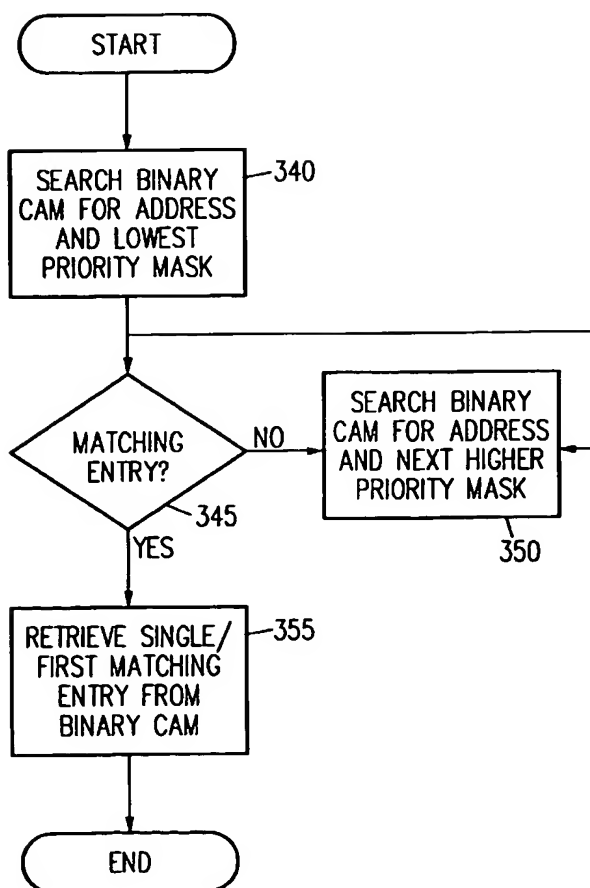 START
SEARCH BINARY
CAM FOR ADDRESS
AND LOWEST
PRIORITY MASK
340
MATCHING
ENTRY?
345
NO
YES
SEARCH BINARY
CAM FOR ADDRESS
AND NEXT HIGHER
PRIORITY MASK
350
RETRIEVE SINGLE/
FIRST MATCHING
ENTRY FROM
BINARY CAM
355
END